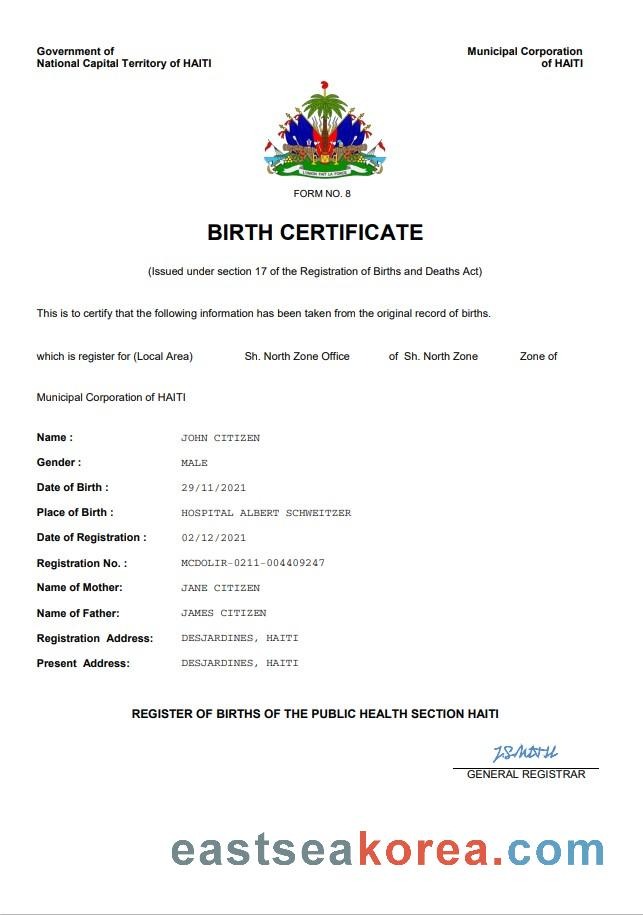 Government of
National Capital Territory of HAITI
Municipal Corporation
of HAITI
L'UNION FAIT LA FORCE
FORM NO. 8
BIRTH CERTIFICATE
(Issued under section 17 of the Registration of Births and Deaths Act)
This is to certify that the following information has been taken from the original record of births.
which is register for (Local Area) Sh. North Zone Office of Sh. North Zone Zone of
Municipal Corporation of HAITI
Name : JOHN CITIZEN
Gender : MALE
Date of Birth : 29/11/2021
Place of Birth : HOSPITAL ALBERT SCHWEITZER
Date of Registration : 02/12/2021
Registration No. : MCDOLIR-0211-004409247
Name of Mother: JANE CITIZEN
Name of Father: JAMES CITIZEN
Registration Address: DESJARDINES, HAITI
Present Address: DESJARDINES, HAITI
REGISTER OF BIRTHS OF THE PUBLIC HEALTH SECTION HAITI
GENERAL REGISTRAR
eastseakorea.com